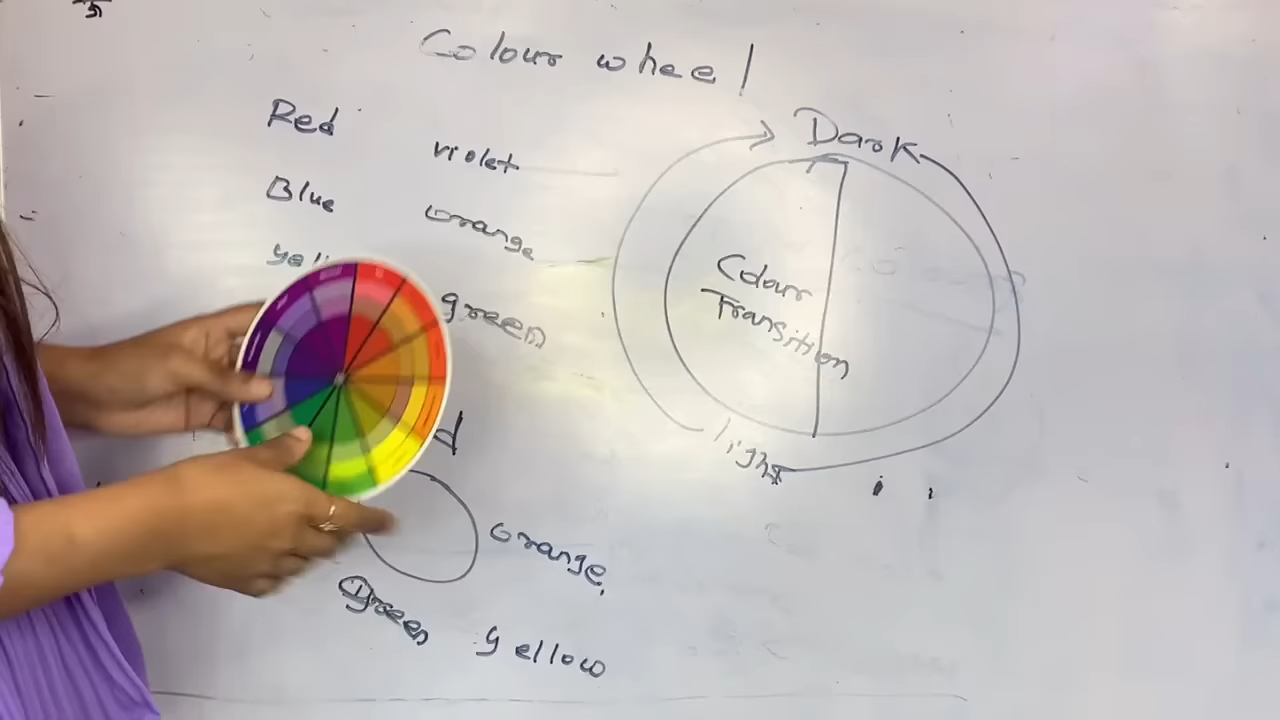 Colour wheel
Red
violet
Blue
orange
green
Dark
Colour
Transition
light
orange
Green
yellow